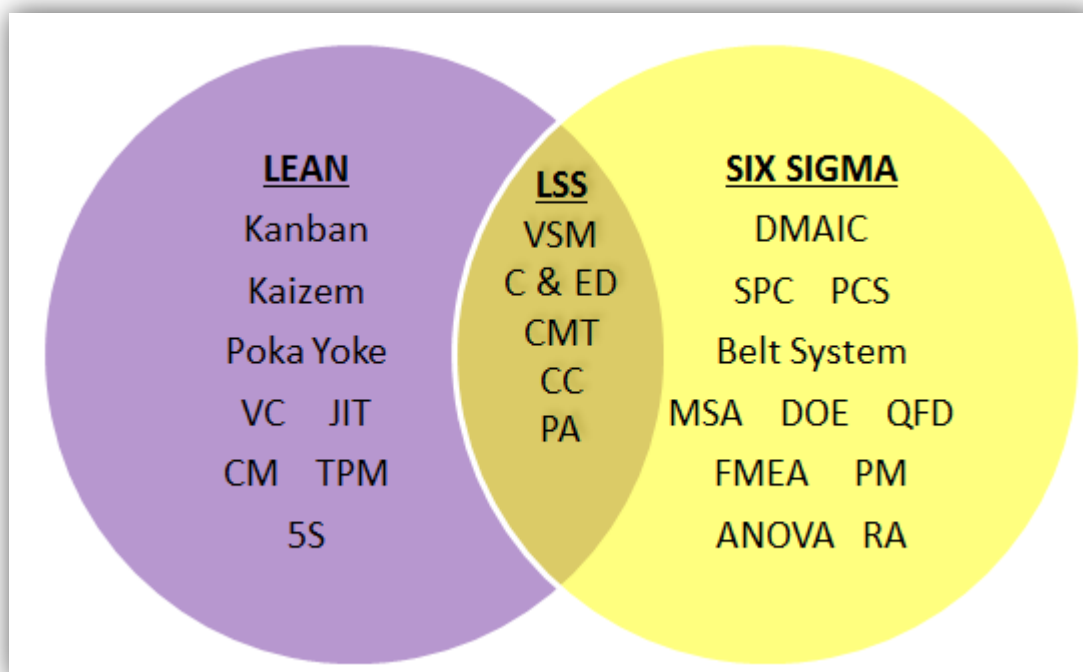 LEAN
Kanban
Kaizem
Poka Yoke
VC JIT
CM TPM
5S
LSS
VSM
C & ED
CMT
CC
PA
SIX SIGMA
DMAIC
SPC PCS
Belt System
MSA DOE QFD
FMEA PM
ANOVA RA